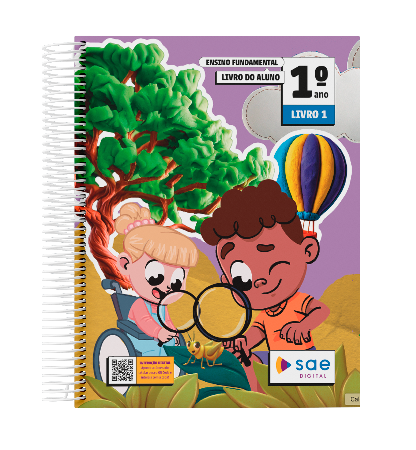 ENSINO FUNDAMENTAL
LIVRO DO ALUNO
1º
ano
LIVRO 1
sae
DIGITAL